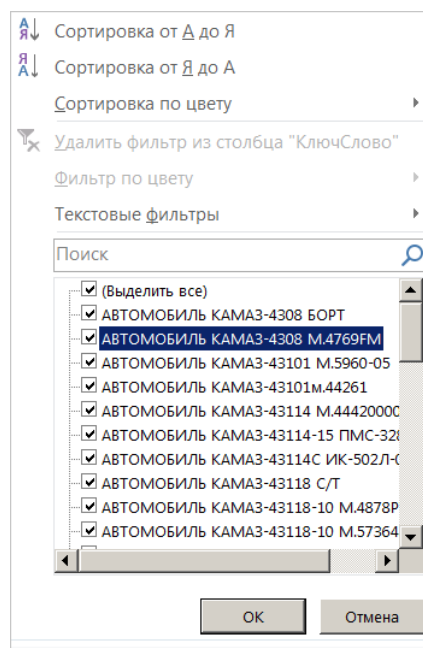 Сортировка от А до Я
Сортировка от Я до А
Сортировка по цвету
Удалить фильтр из столбца "КлючСлово"
Фильтр по цвету
Текстовые фильтры
Поиск
(Выделить все)
АВТОМОБИЛЬ КАМАЗ-4308 БОРТ
АВТОМОБИЛЬ КАМАЗ-4308 М.4769FM
АВТОМОБИЛЬ КАМАЗ-43101 М.5960-05
АВТОМОБИЛЬ КАМАЗ-43101м.44261
АВТОМОБИЛЬ КАМАЗ-43114 М.44420000
АВТОМОБИЛЬ КАМАЗ-43114-15 ПМС-328
АВТОМОБИЛЬ КАМАЗ-43114С ИК-502Л-
АВТОМОБИЛЬ КАМАЗ-43118 С/Т
АВТОМОБИЛЬ КАМАЗ-43118-10 М.4878Р
АВТОМОБИЛЬ КАМАЗ-43118-10 М.57364
ОК
Отмена